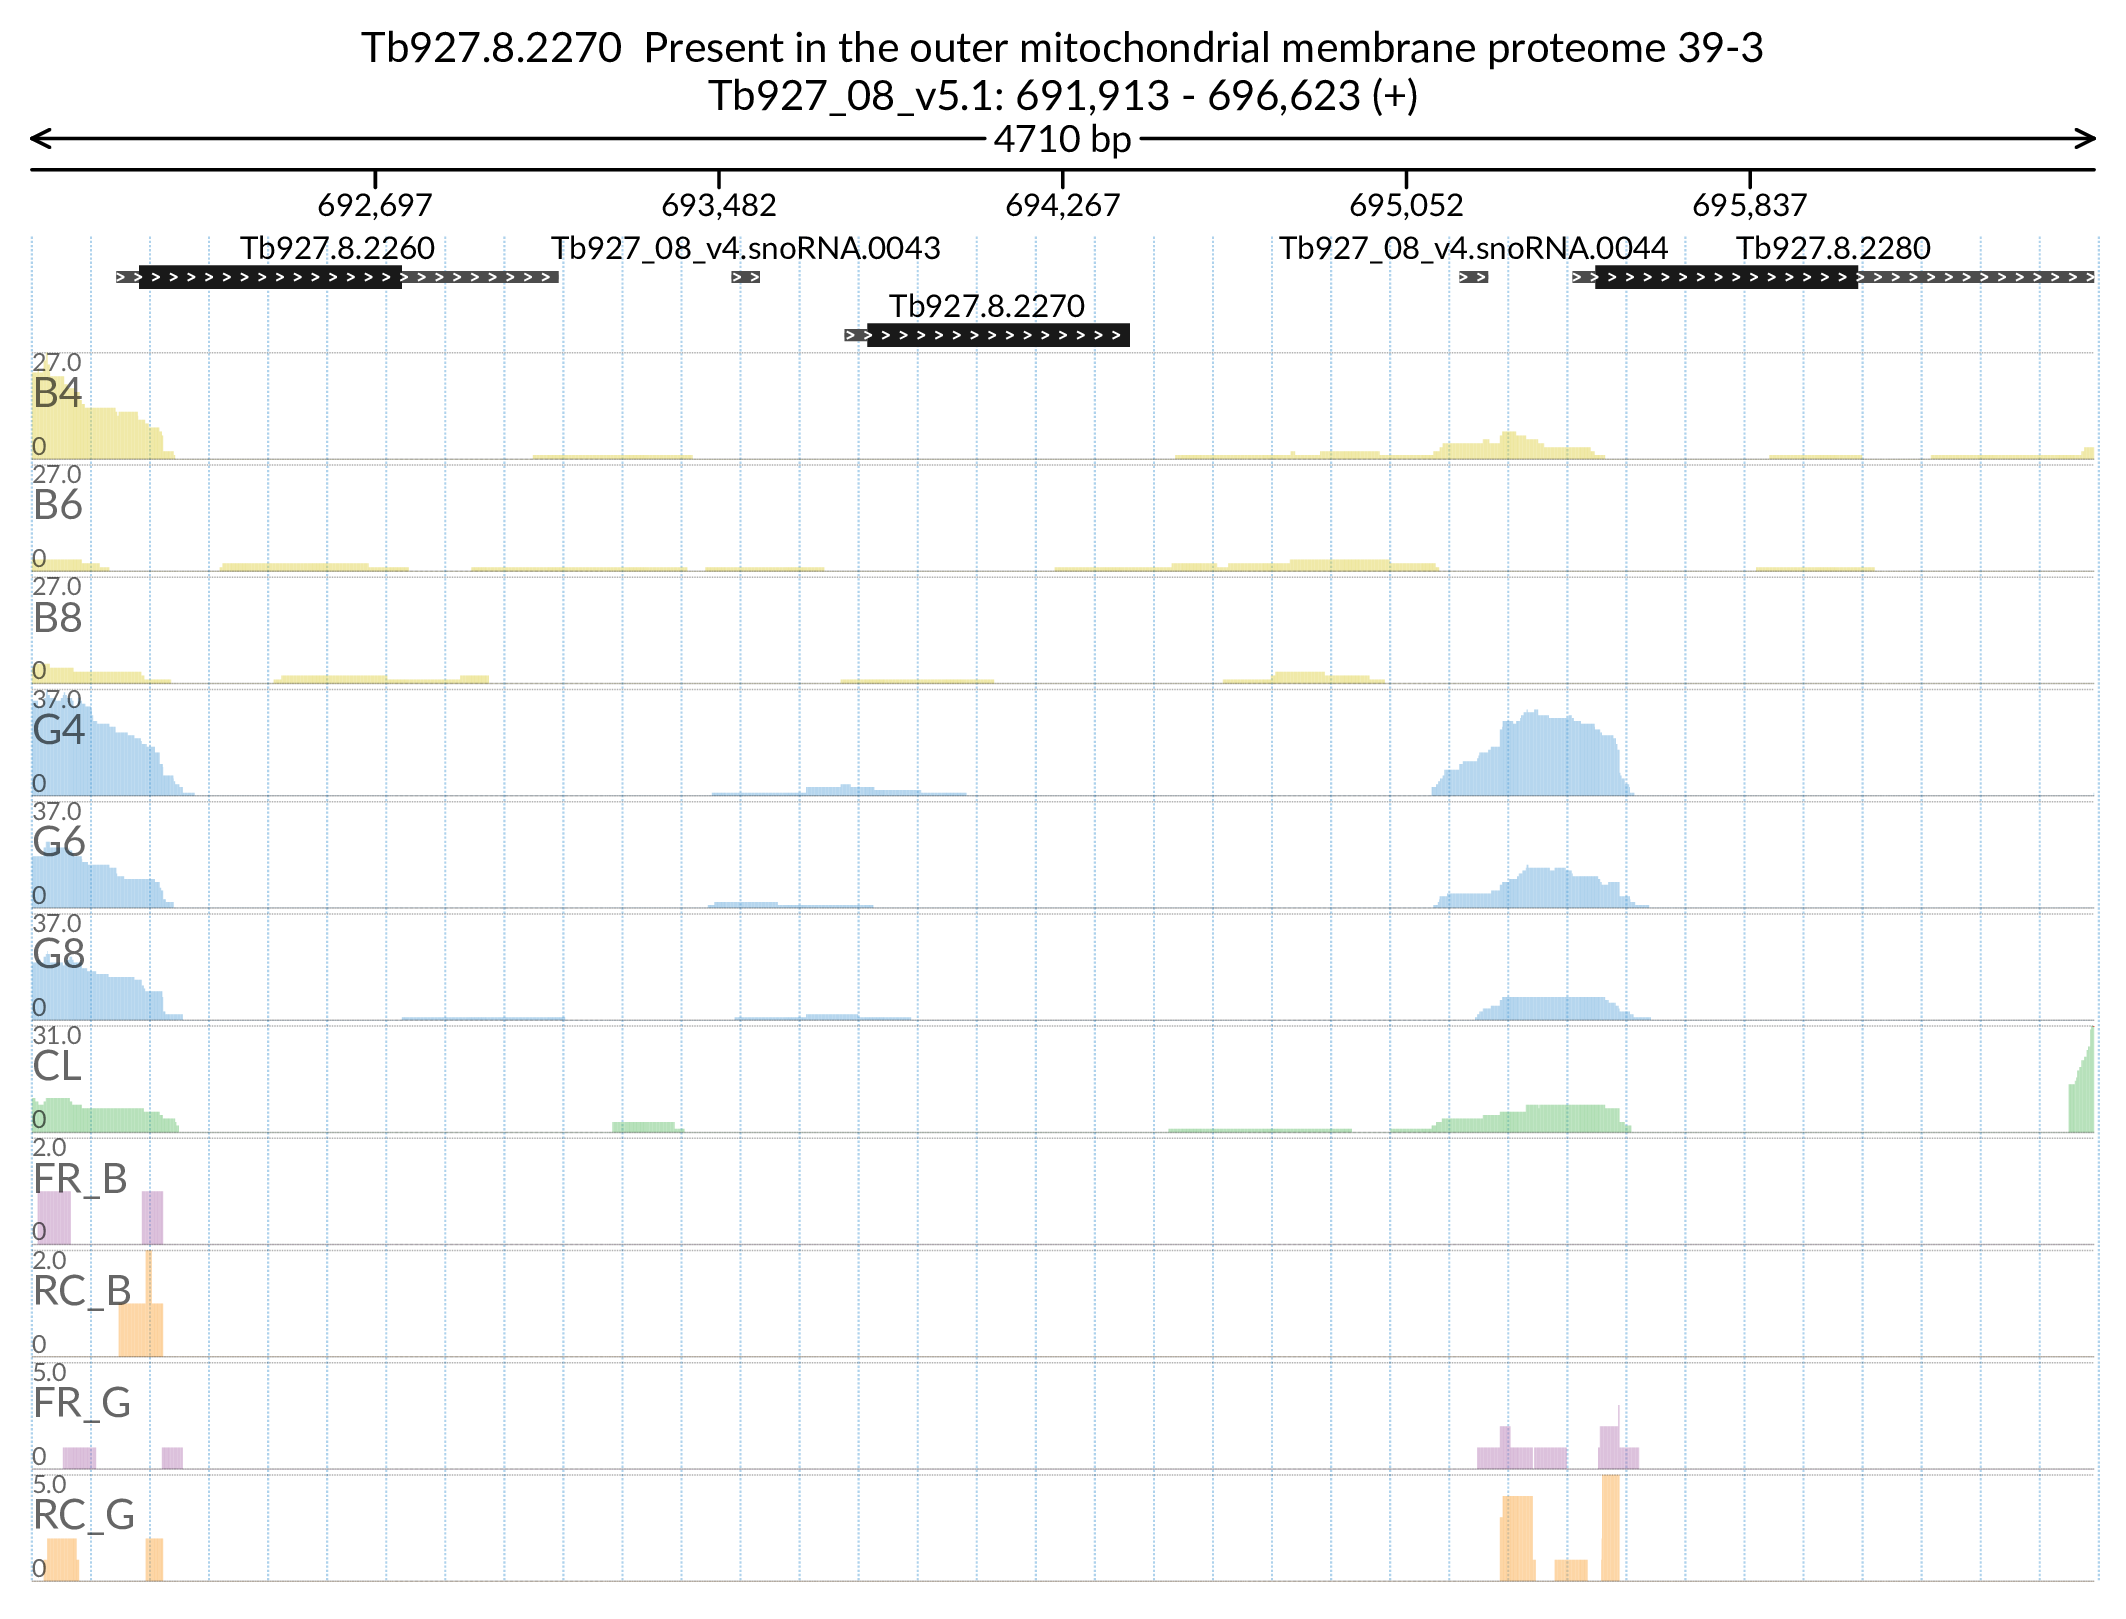 Tb927.8.2270  Present in the outer mitochondrial membrane proteome 39-3
Tb927_08_v5.1: 691,913 - 696,623 (+)
4710 bp
692,697 693,482 694,267 695,052 695,837
Tb927.8.2260 Tb927_08_v4.snoRNA.0043 Tb927_08_v4.snoRNA.0044 Tb927.8.2280
Tb927.8.2270
27.0
B4
0
27.0
B6
0
27.0
B8
0
37.0
G4
0
37.0
G6
0
37.0
G8
0
31.0
CL
0
2.0
FR_B
0
2.0
RC_B
0
5.0
FR_G
0
5.0
RC_G
0